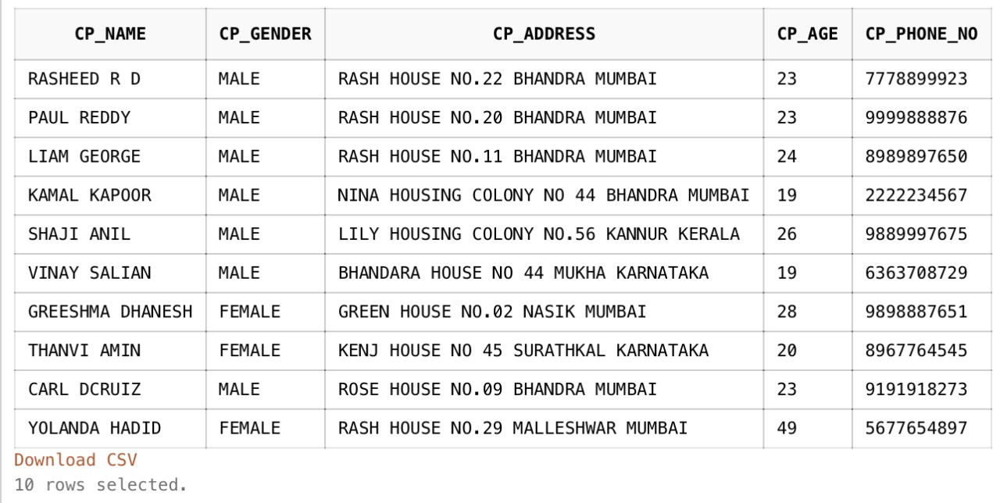 CP_NAME CP_GENDER CP_ADDRESS CP_AGE CP_PHONE_NO
RASHEED R D MALE RASH HOUSE NO.22 BHANDRA MUMBAI 23 7778899923
PAUL REDDY MALE RASH HOUSE NO.20 BHANDRA MUMBAI 23 9999888876
LIAM GEORGE MALE RASH HOUSE NO.11 BHANDRA MUMBAI 24 8989897650
KAMAL KAPOOR MALE NINA HOUSING COLONY NO 44 BHANDRA MUMBAI 19 2222234567
SHAJI ANIL MALE LILY HOUSING COLONY NO.56 KANNUR KERALA 26 9889997675
VINAY SALIAN MALE BHANDARA HOUSE NO 44 MUKHA KARNATAKA 19 6363708729
GREESHMA DHANESH FEMALE GREEN HOUSE NO.02 NASIK MUMBAI 28 9898887651
THANVI AMIN FEMALE KENJ HOUSE NO 45 SURATHKAL KARNATAKA 20 8967764545
CARL DCRUIZ MALE ROSE HOUSE NO.09 BHANDRA MUMBAI 23 9191918273
YOLANDA HADID FEMALE RASH HOUSE NO.29 MALLESHWAR MUMBAI 49 5677654897
Download CSV
10 rows selected.